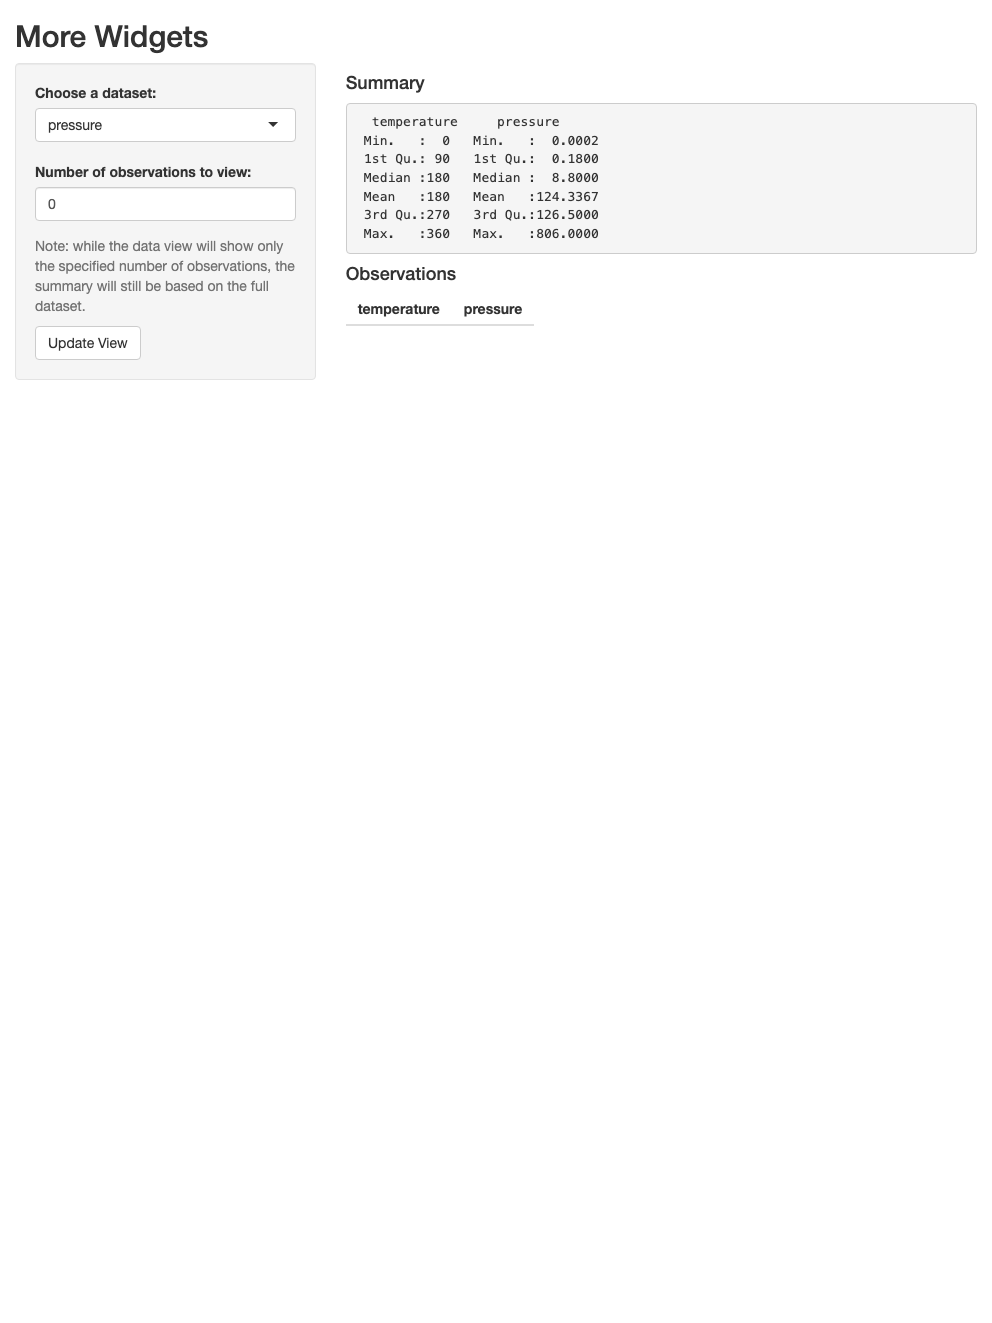 More Widgets
Choose a dataset:
pressure
Number of observations to view:
0
Note: while the data view will show only
the specified number of observations, the
summary will still be based on the full
dataset.
Update View
Summary
  temperature     pressure
 Min.   :  0   Min.   :  0.0002
 1st Qu.: 90   1st Qu.:  0.1800
 Median :180   Median :  8.8000
 Mean   :180   Mean   :124.3367
 3rd Qu.:270   3rd Qu.:126.5000
 Max.   :360   Max.   :806.0000
Observations
temperature pressure